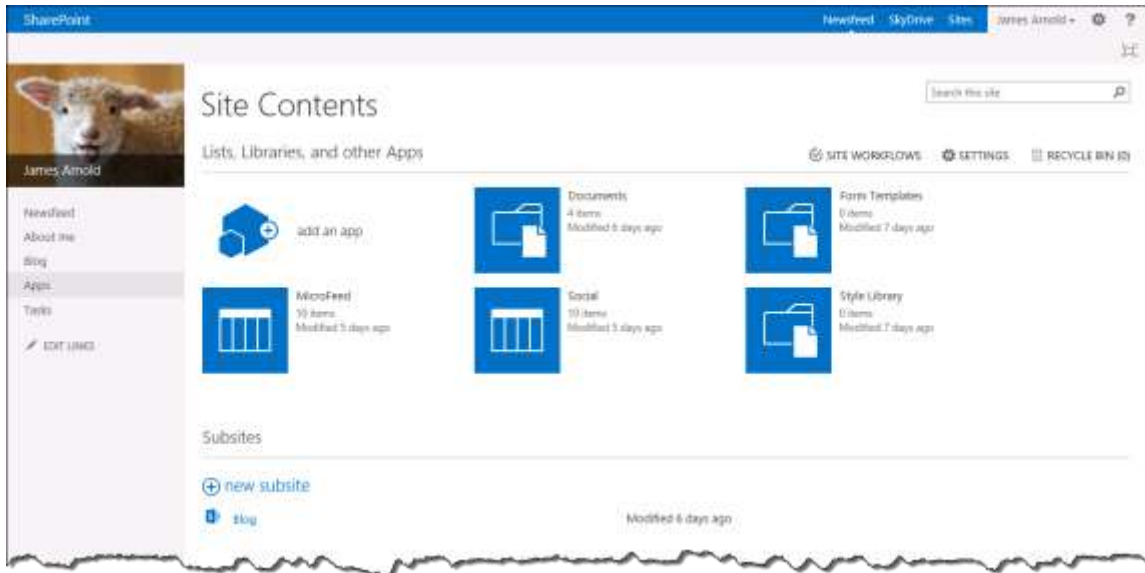 SharePoint
Newsfeed SkyDrive Sites James Arnold ?
Search this site
Site Contents
James Arnold
Lists, Libraries, and other Apps
SITE WORKFLOWS SETTINGS RECYCLE BIN (0)
Newsfeed
About me
Blog
Apps
Tasks
EDIT LINKS
add an app
Documents
4 items
Modified 6 days ago
Form Templates
0 items
Modified 7 days ago
MicroFeed
10 items
Modified 5 days ago
Social
10 items
Modified 5 days ago
Style Library
0 items
Modified 7 days ago
Subsites
new subsite
Blog Modified 6 days ago